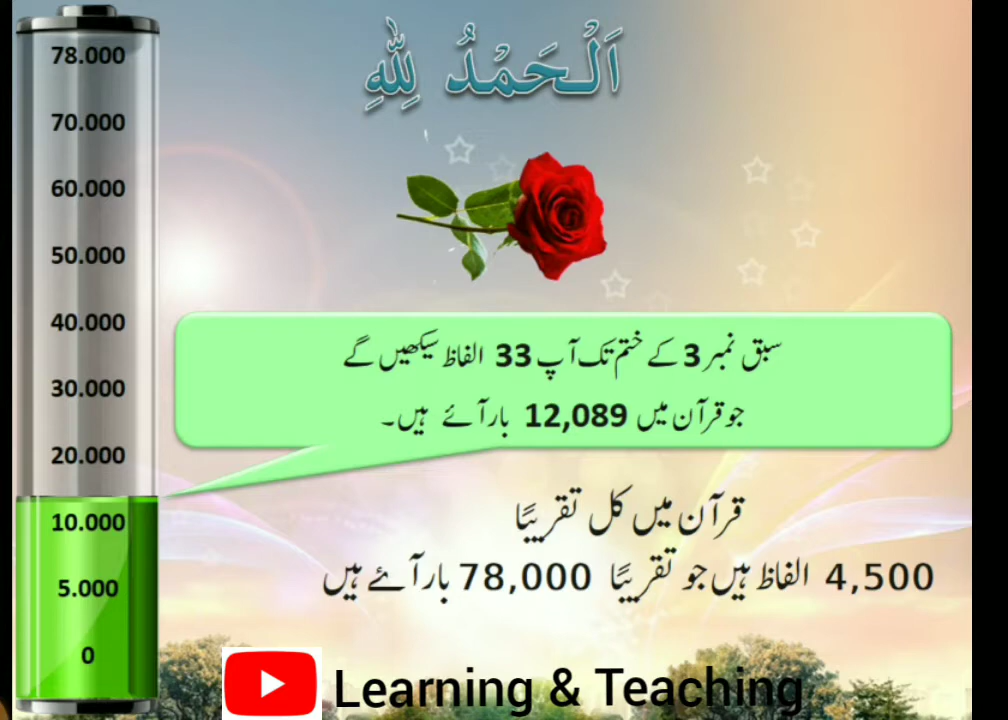 78.000
70.000
60.000
50.000
40.000
30.000
20.000
10.000
5.000
0
اَلْحَمْدُ لِلّٰهِ
سبق نمبر 3 کے ختم تک آپ 33 الفاظ سیکھیں گے
جو قرآن میں 12,089 بار آئے ہیں۔
قرآن میں کل تقریبًا
4,500 الفاظ ہیں جو تقریبًا 78,000 بار آئے ہیں
Learning & Teaching